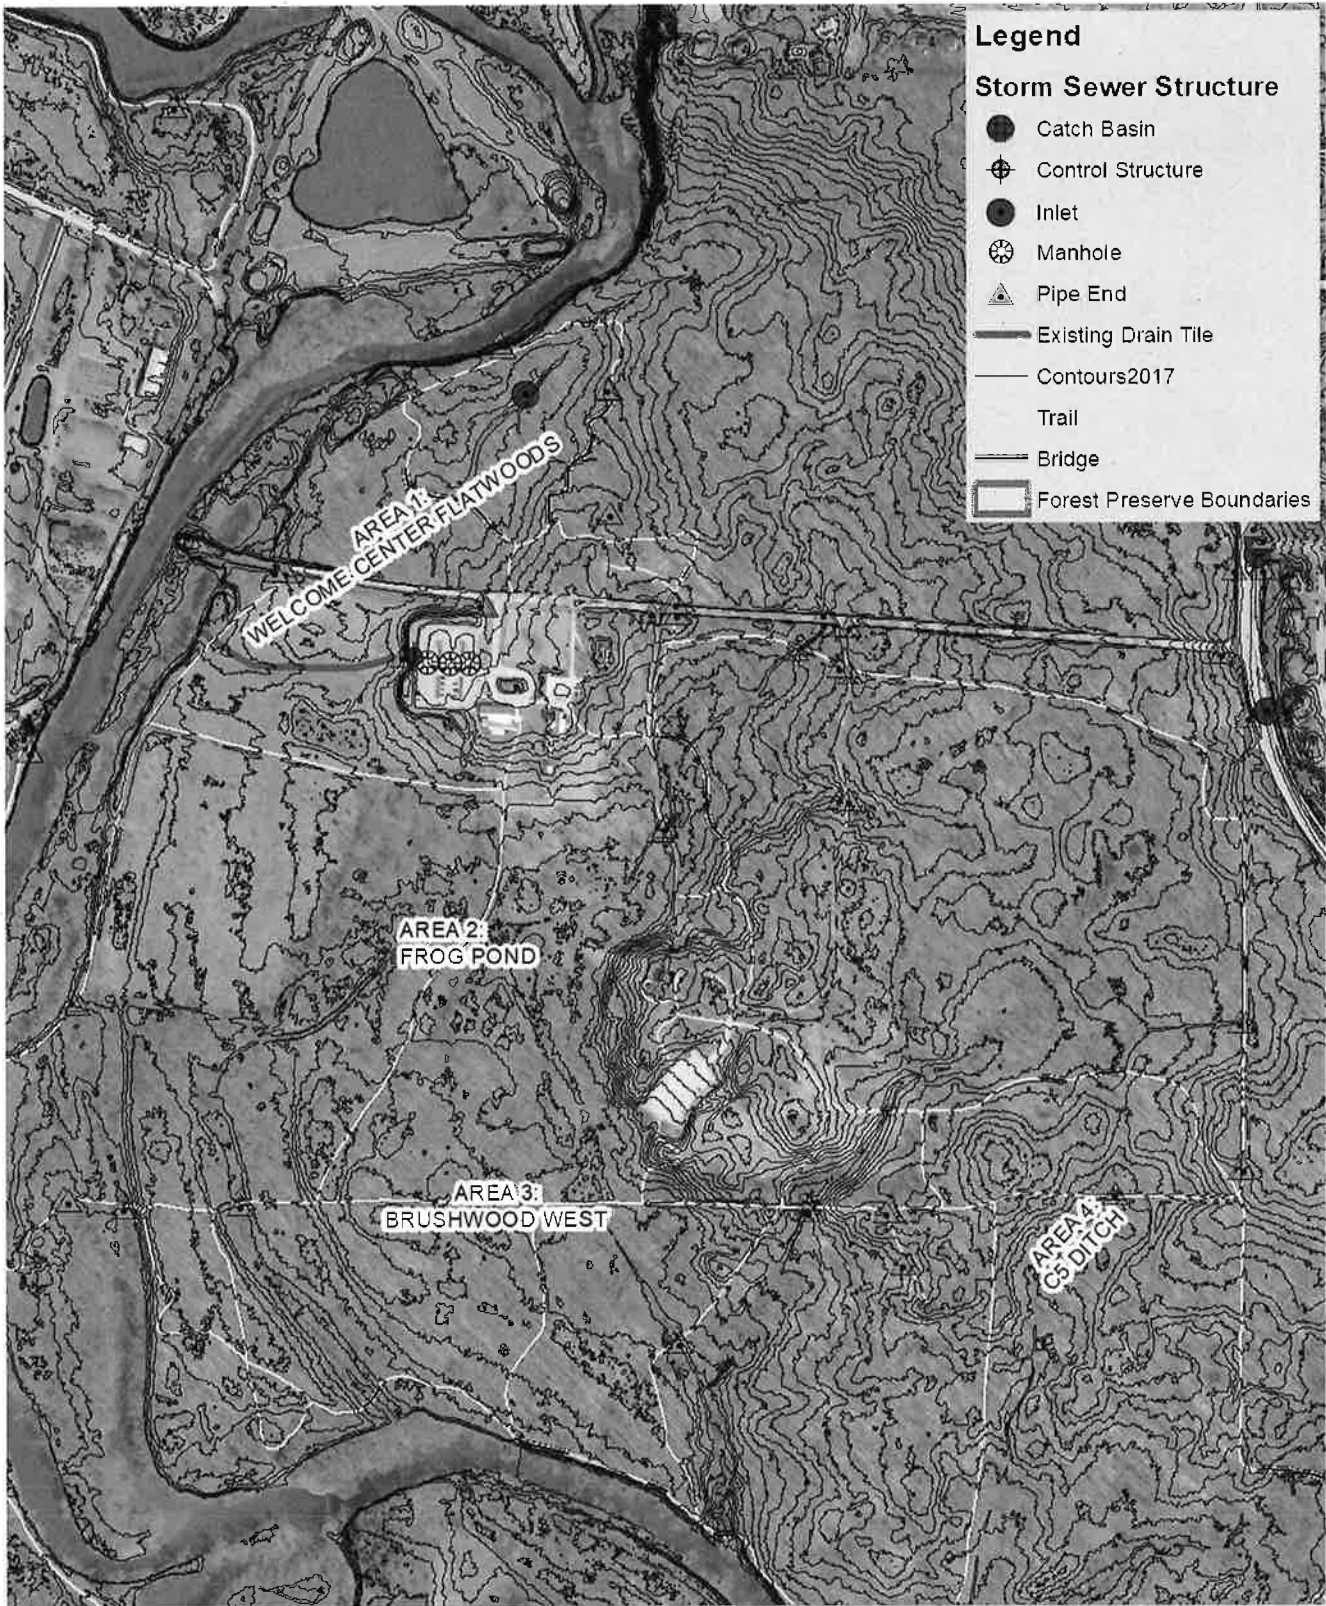 Legend
Storm Sewer Structure
Catch Basin
Control Structure
Inlet
Manhole
Pipe End
Existing Drain Tile
Contours2017
Trail
Bridge
Forest Preserve Boundaries
AREA 1:
WELCOME CENTER FLATWOODS
AREA 2:
FROG POND
AREA 3:
BRUSHWOOD WEST
AREA 4:
C5 DITCH